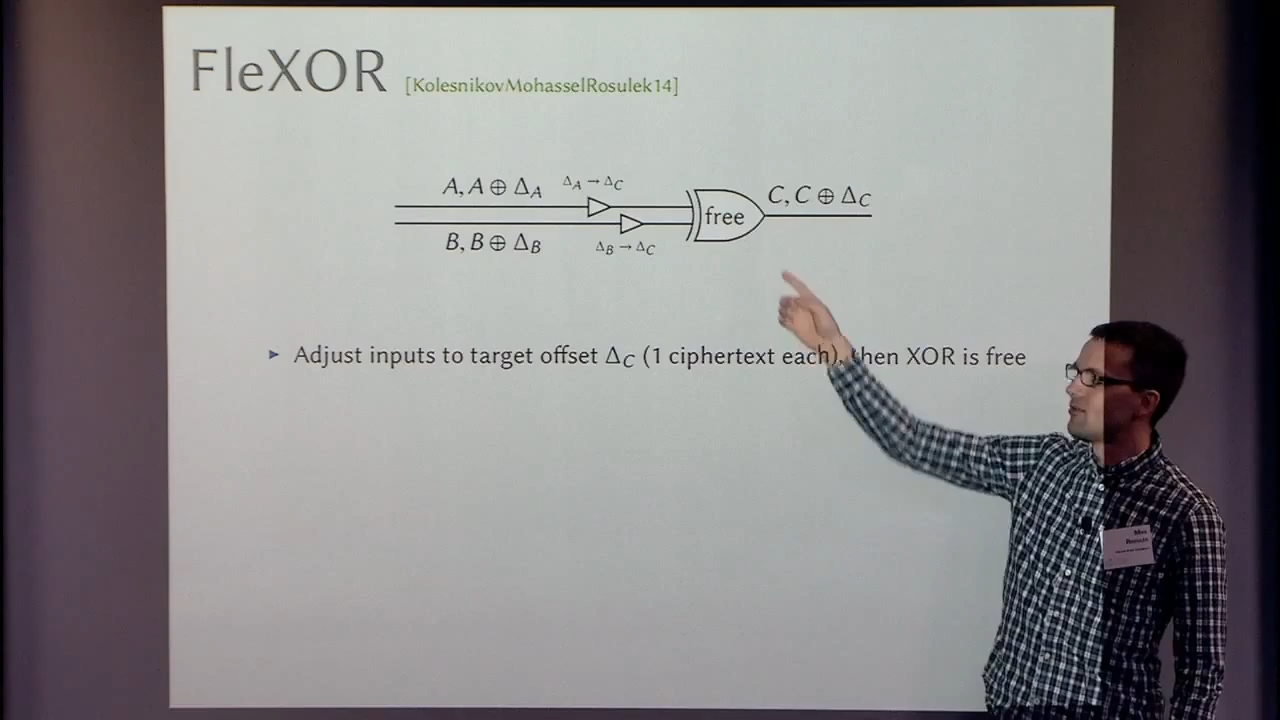 FleXOR [KolesnikovMohasselRosulek14]
A, A ⊕ Δ_A
Δ_A → Δ_C
free
C, C ⊕ Δ_C
B, B ⊕ Δ_B
Δ_B → Δ_C
▸ Adjust inputs to target offset Δ_C (1 ciphertext each), then XOR is free